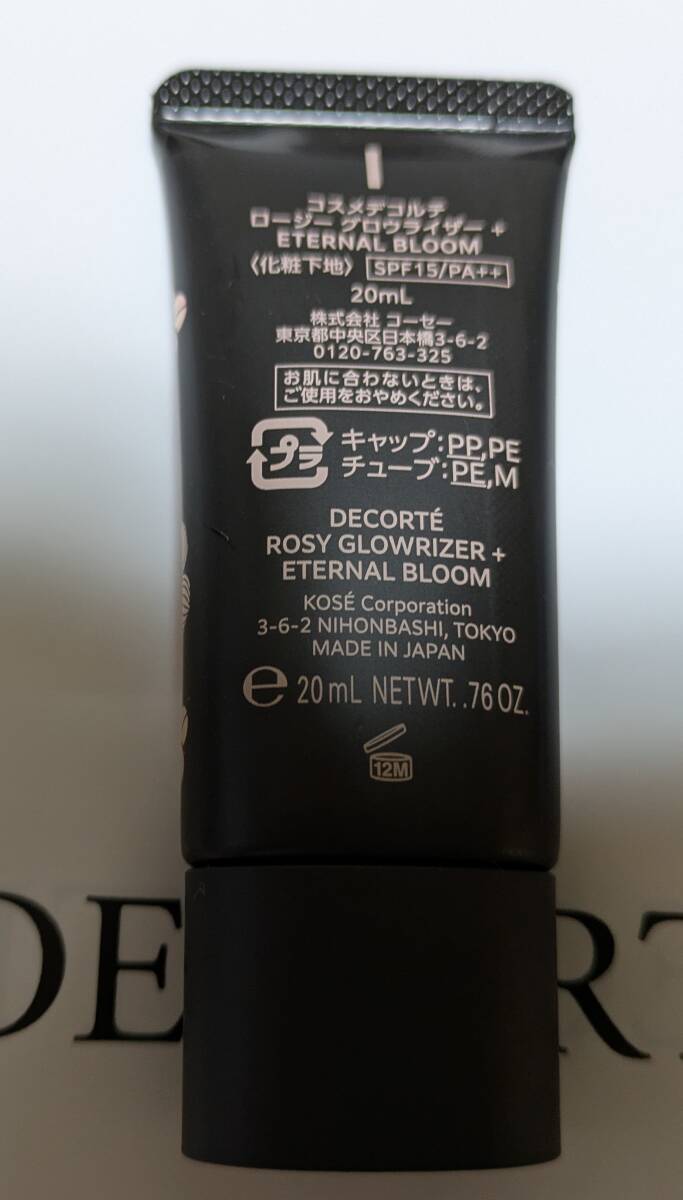 コスメデコルテ
ロージー グロウライザー +
ETERNAL BLOOM
〈化粧下地〉 SPF15/PA++
20mL
株式会社 コーセー
東京都中央区日本橋3-6-2
0120-763-325
お肌に合わないときは、
ご使用をおやめください。
プラ キャップ:PP,PE
チューブ:PE,M
DECORTÉ
ROSY GLOWRIZER +
ETERNAL BLOOM
KOSÉ Corporation
3-6-2 NIHONBASHI, TOKYO
MADE IN JAPAN
e 20mL NETWT. .76 OZ.
12M
DE RT